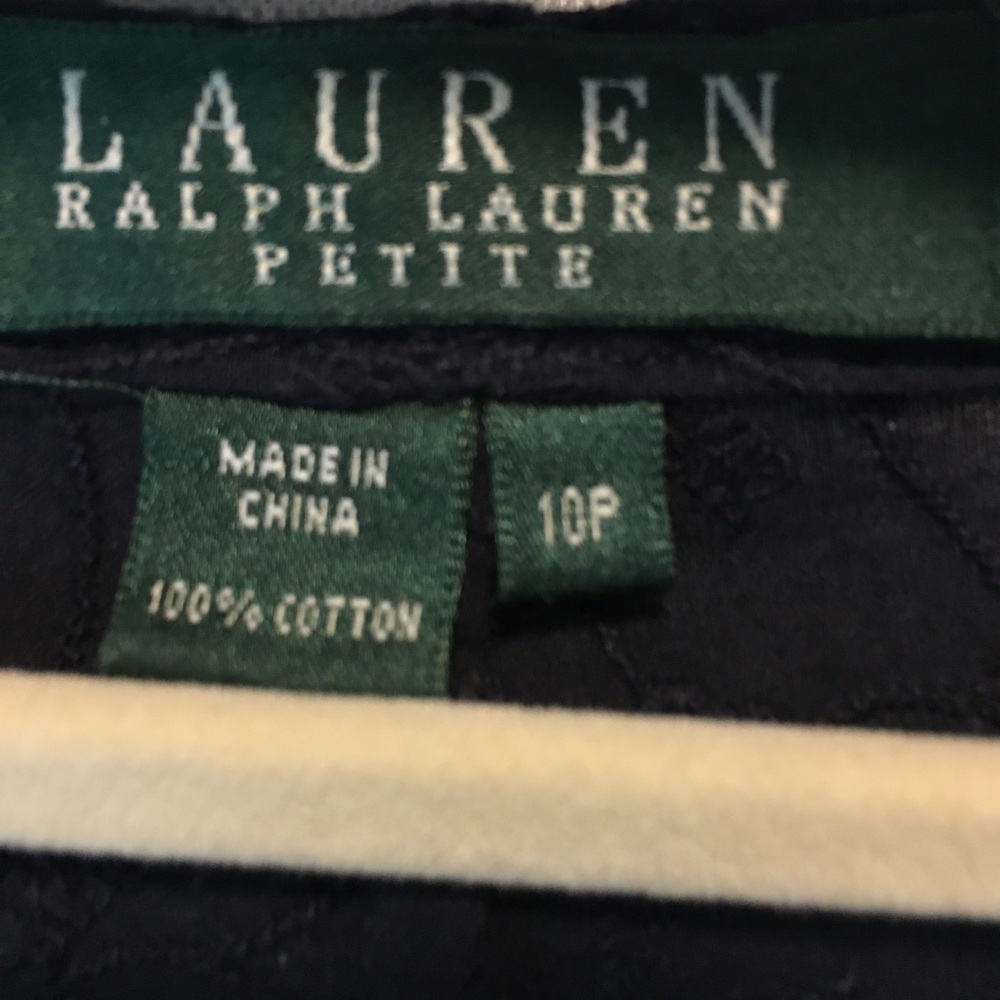 LAUREN
RALPH LAUREN
PETITE
MADE IN
CHINA
100% COTTON
10P